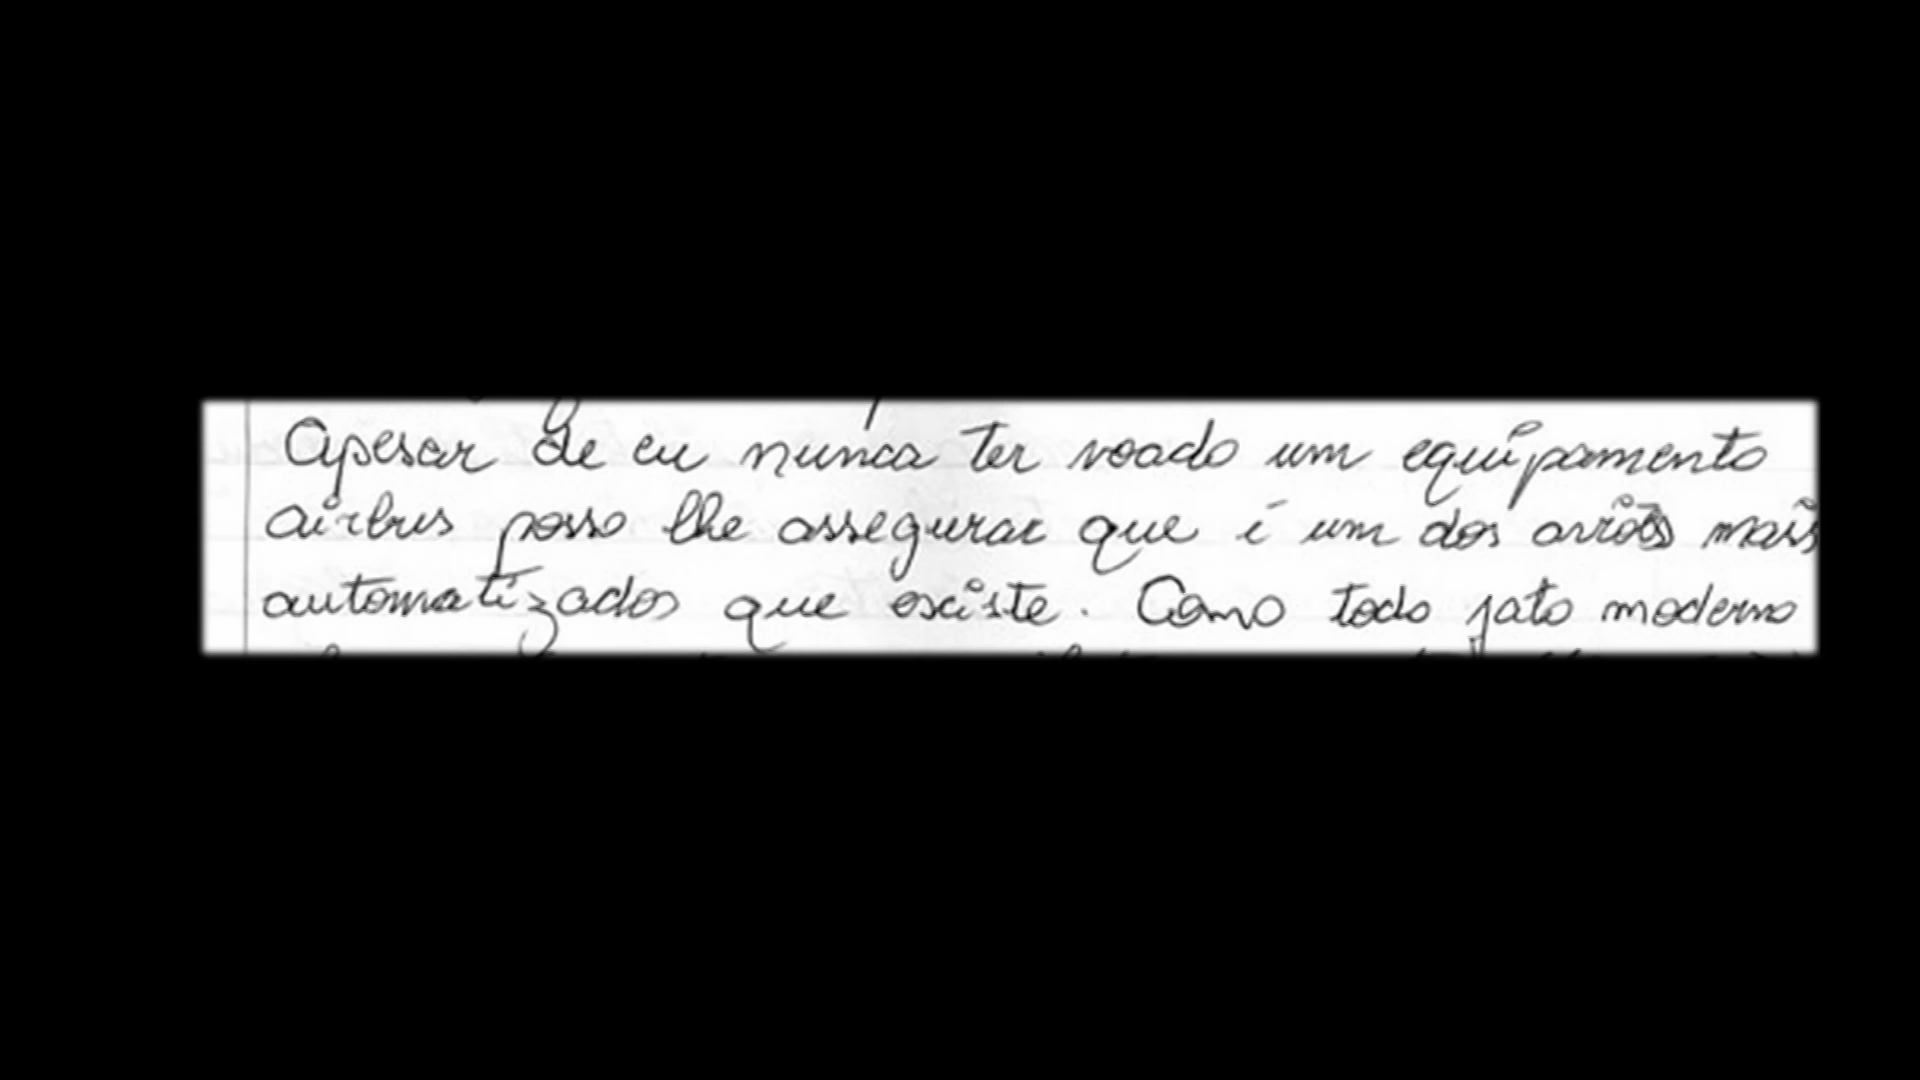 Apesar de eu nunca ter voado um equipamento
airbus posso lhe assegurar que é um dos aviões mais
automatizados que existe. Como todo jato moderno